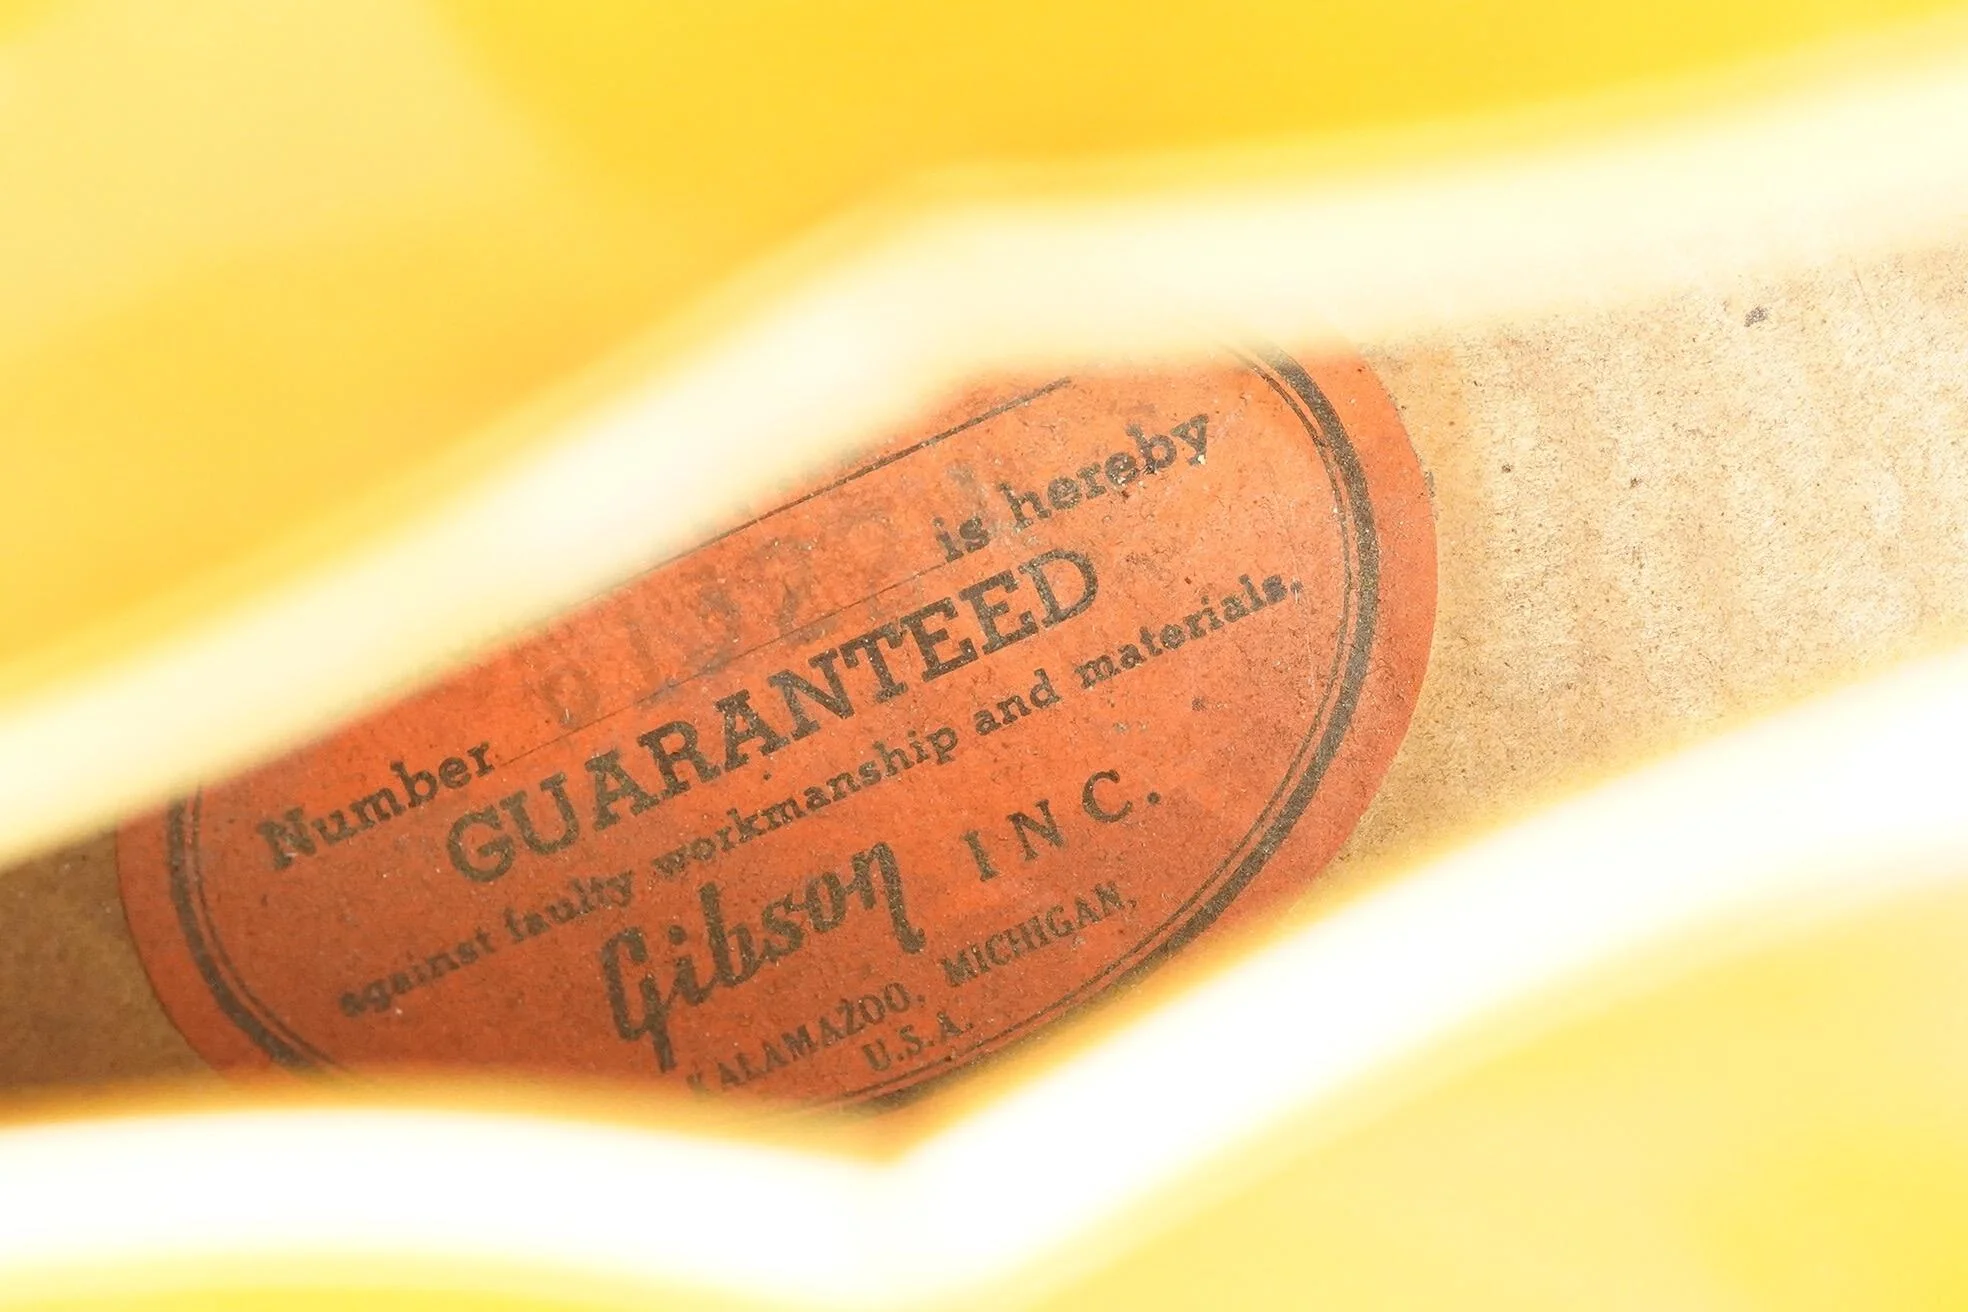 Number is hereby
GUARANTEED
against faulty workmanship and materials.
Gibson INC.
KALAMAZOO, MICHIGAN,
U.S.A.